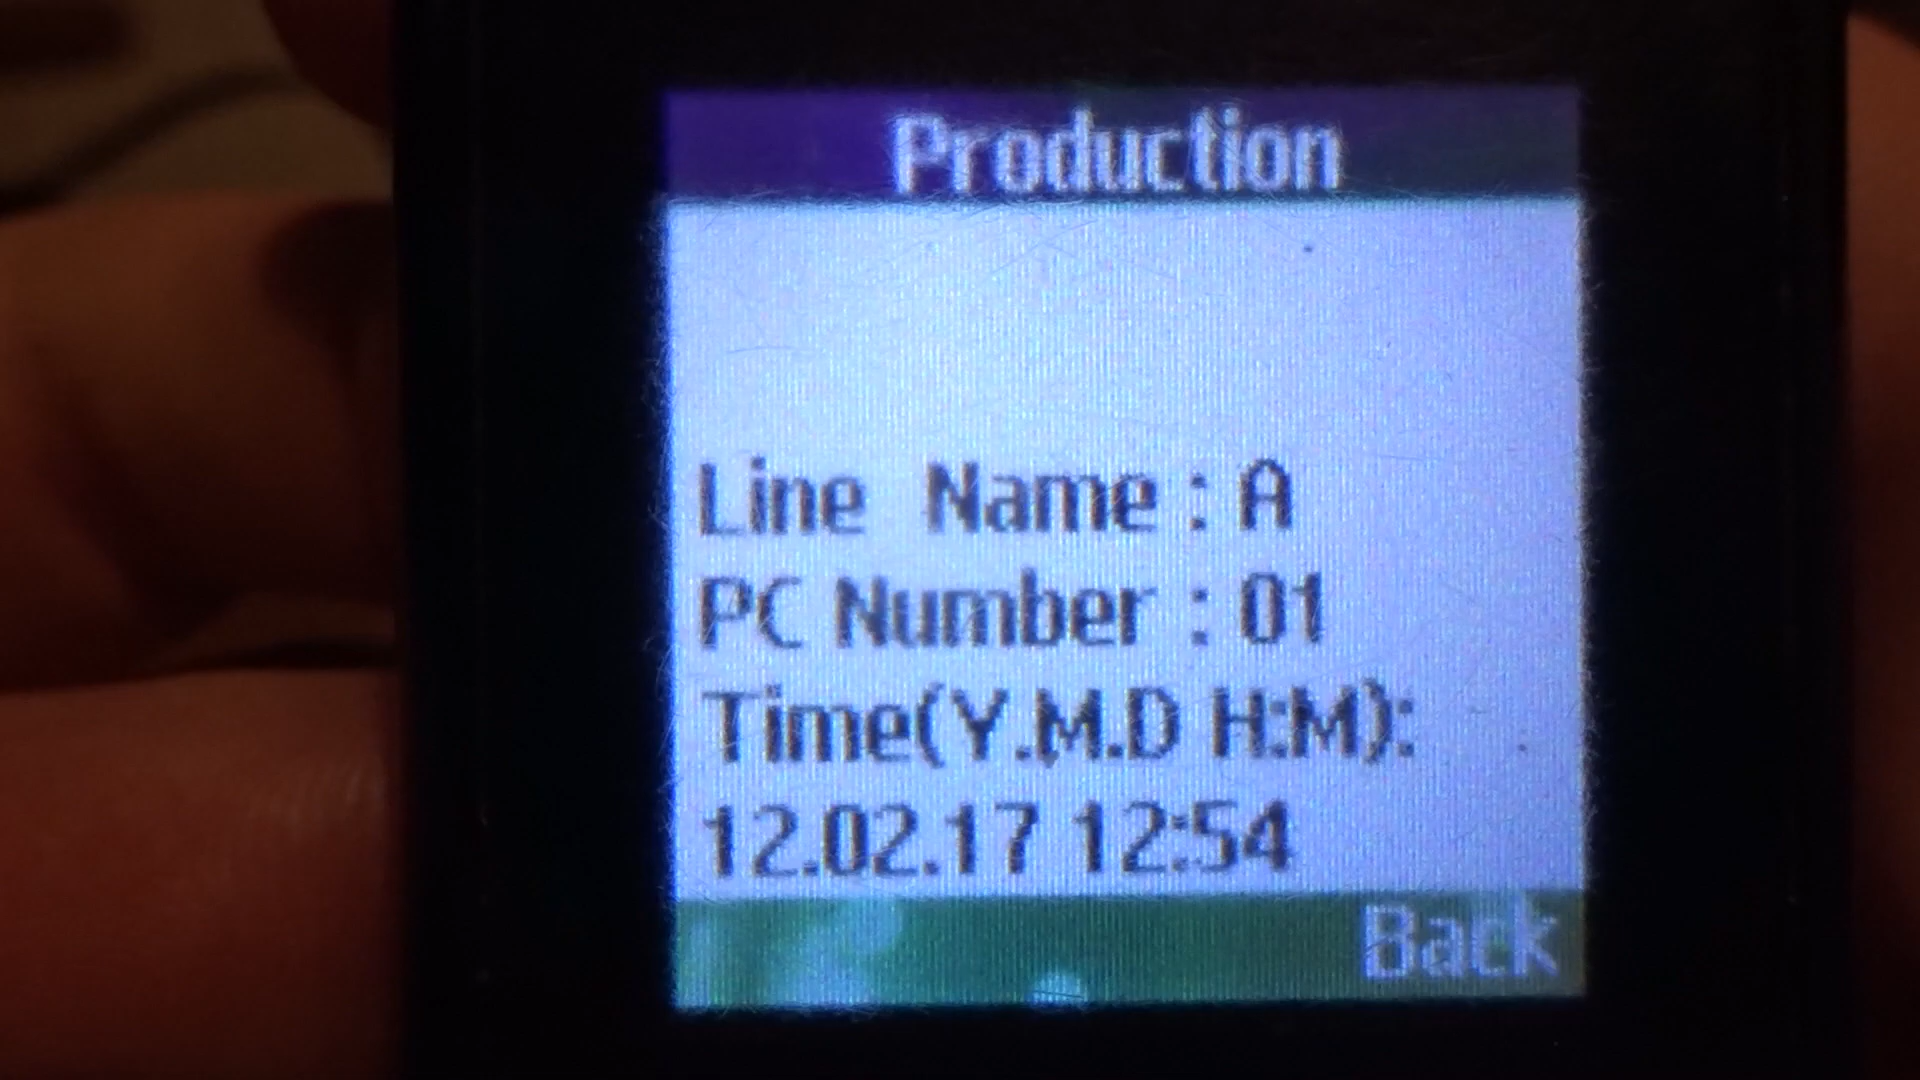 Production
Line Name : A
PC Number : 01
Time(Y.M.D H:M):
12.02.17 12:54
Back